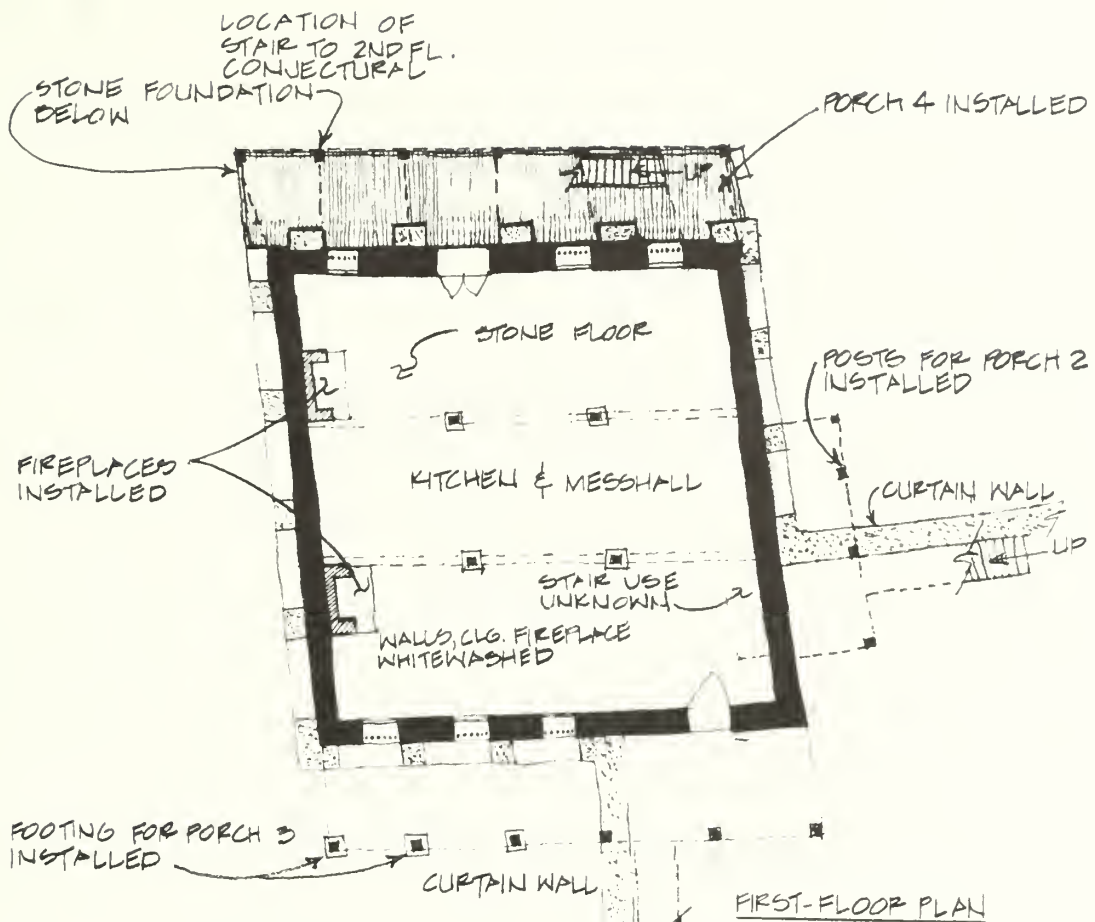 LOCATION OF
STAIR TO 2ND FL.
CONJECTURAL
STONE FOUNDATION
BELOW
PORCH 4 INSTALLED
UP
STONE FLOOR
POSTS FOR PORCH 2
INSTALLED
FIREPLACES
INSTALLED
KITCHEN & MESSHALL
CURTAIN WALL
UP
STAIR USE
UNKNOWN
WALLS, CLG. FIREPLACE
WHITEWASHED
FOOTING FOR PORCH 3
INSTALLED
CURTAIN WALL
FIRST-FLOOR PLAN